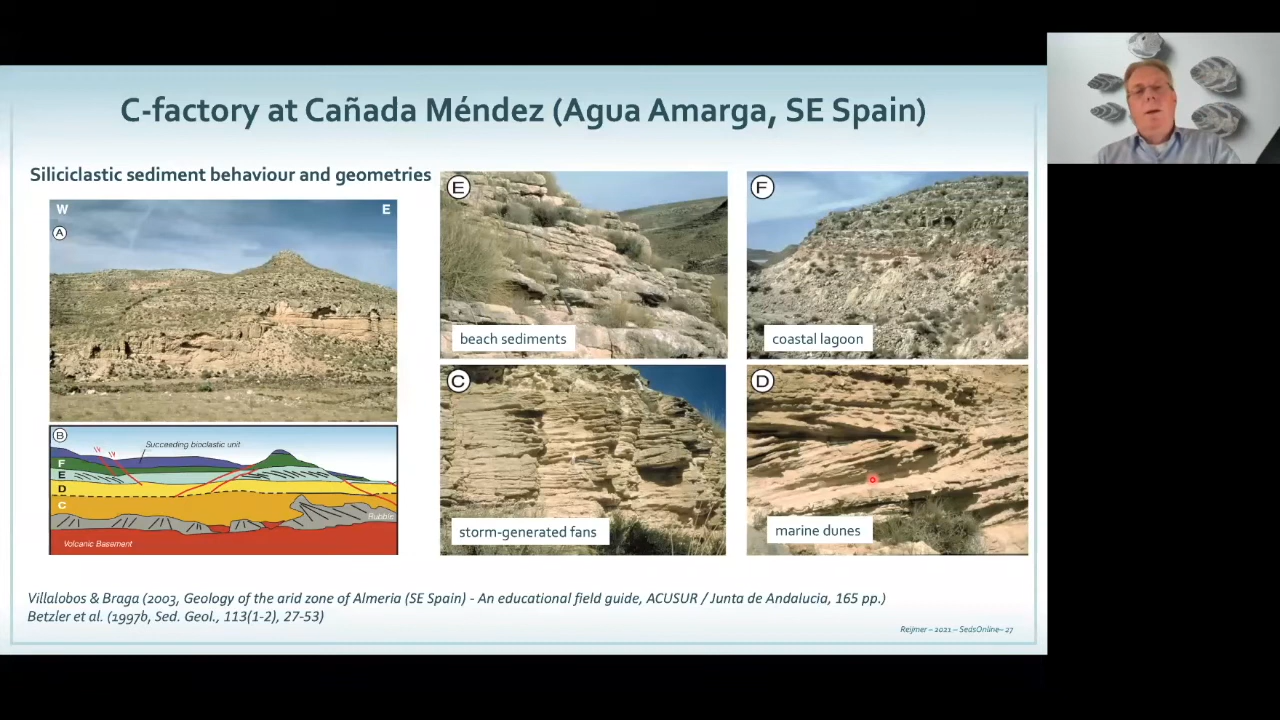 C-factory at Cañada Méndez (Agua Amarga, SE Spain)
Siliciclastic sediment behaviour and geometries
W E
A
B
Succeeding bioclastic unit
F
E
D
C
Rubble
Volcanic Basement
E
beach sediments
F
coastal lagoon
C
storm-generated fans
D
marine dunes
Villalobos & Braga (2003, Geology of the arid zone of Almeria (SE Spain) - An educational field guide, ACUSUR / Junta de Andalucia, 165 pp.)
Betzler et al. (1997b, Sed. Geol., 113(1-2), 27-53)
Reijmer – 2021 – SedsOnline– 27